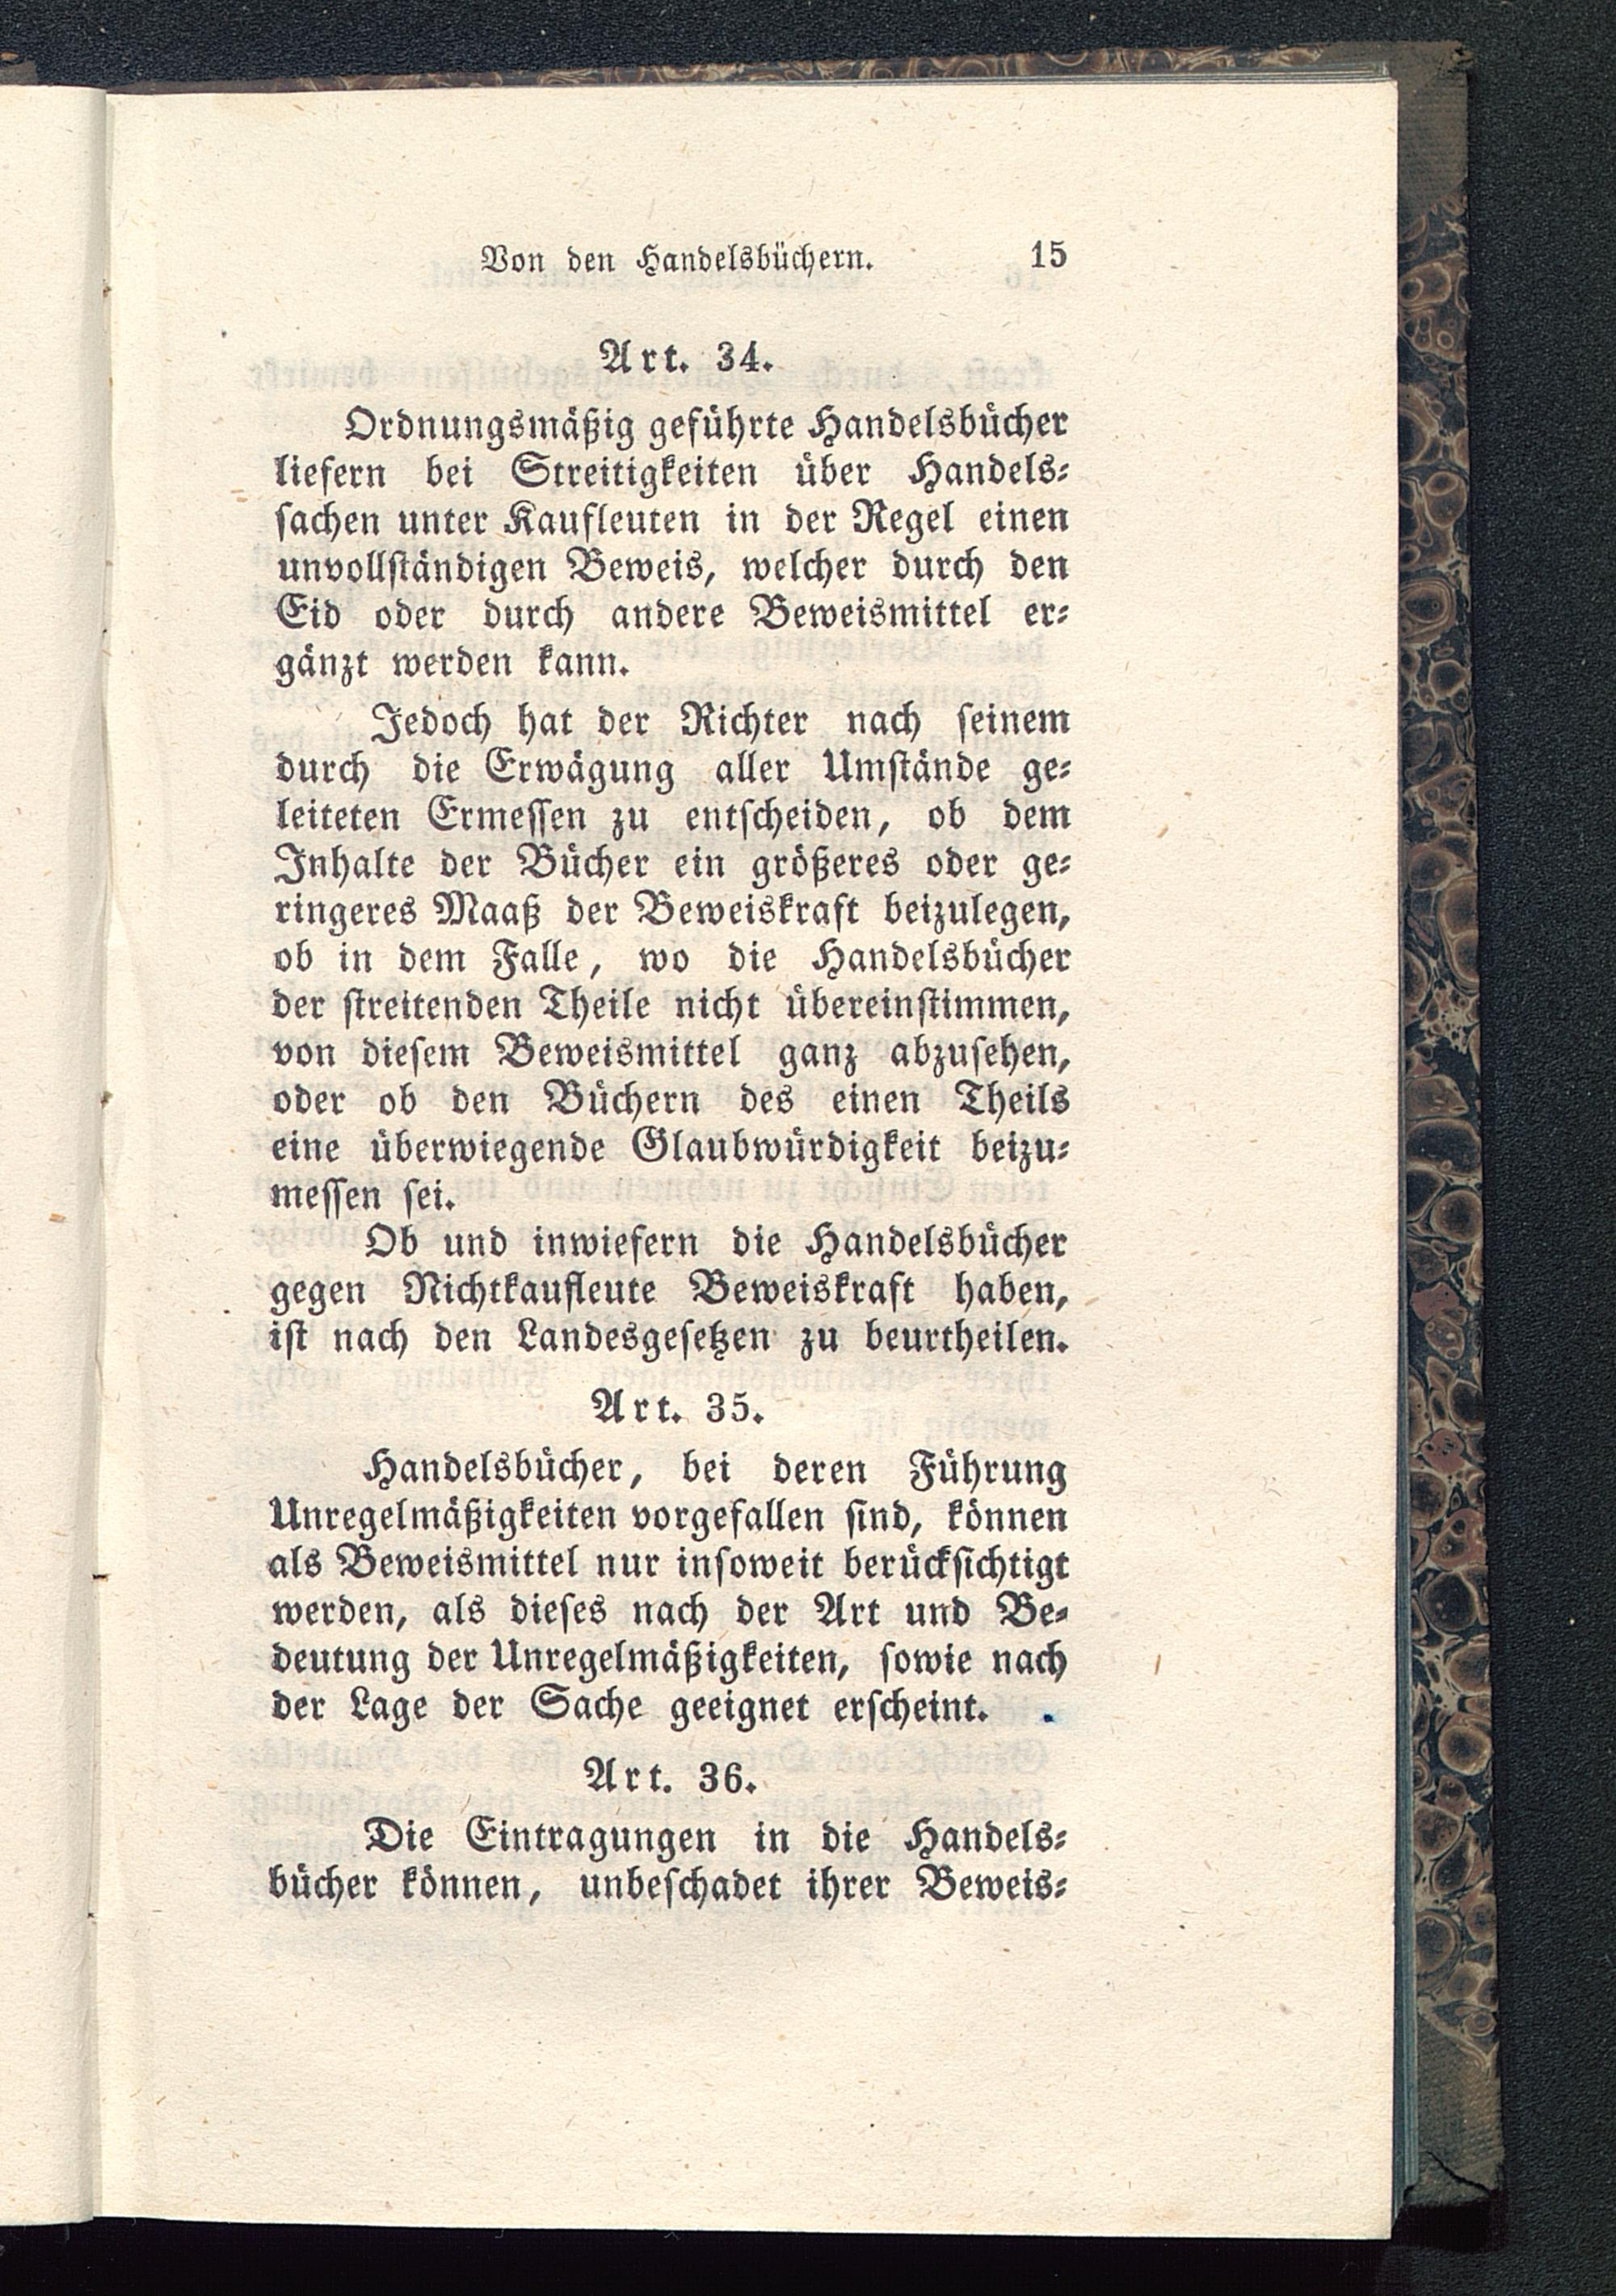 Von den Handelsbüchern. 15
Art. 34.
Ordnungsmäßig geführte Handelsbücher
liefern bei Streitigkeiten über Handels-
sachen unter Kaufleuten in der Regel einen
unvollständigen Beweis, welcher durch den
Eid oder durch andere Beweismittel er-
gänzt werden kann.
Jedoch hat der Richter nach seinem
durch die Erwägung aller Umstände ge-
leiteten Ermessen zu entscheiden, ob dem
Inhalte der Bücher ein größeres oder ge-
ringeres Maaß der Beweiskraft beizulegen,
ob in dem Falle, wo die Handelsbücher
der streitenden Theile nicht übereinstimmen,
von diesem Beweismittel ganz abzusehen,
oder ob den Büchern des einen Theils
eine überwiegende Glaubwürdigkeit beizu-
messen sei.
Ob und inwiefern die Handelsbücher
gegen Nichtkaufleute Beweiskraft haben,
ist nach den Landesgesetzen zu beurtheilen.
Art. 35.
Handelsbücher, bei deren Führung
Unregelmäßigkeiten vorgefallen sind, können
als Beweismittel nur insoweit berücksichtigt
werden, als dieses nach der Art und Be-
deutung der Unregelmäßigkeiten, sowie nach
der Lage der Sache geeignet erscheint.
Art. 36.
Die Eintragungen in die Handels-
bücher können, unbeschadet ihrer Beweis-